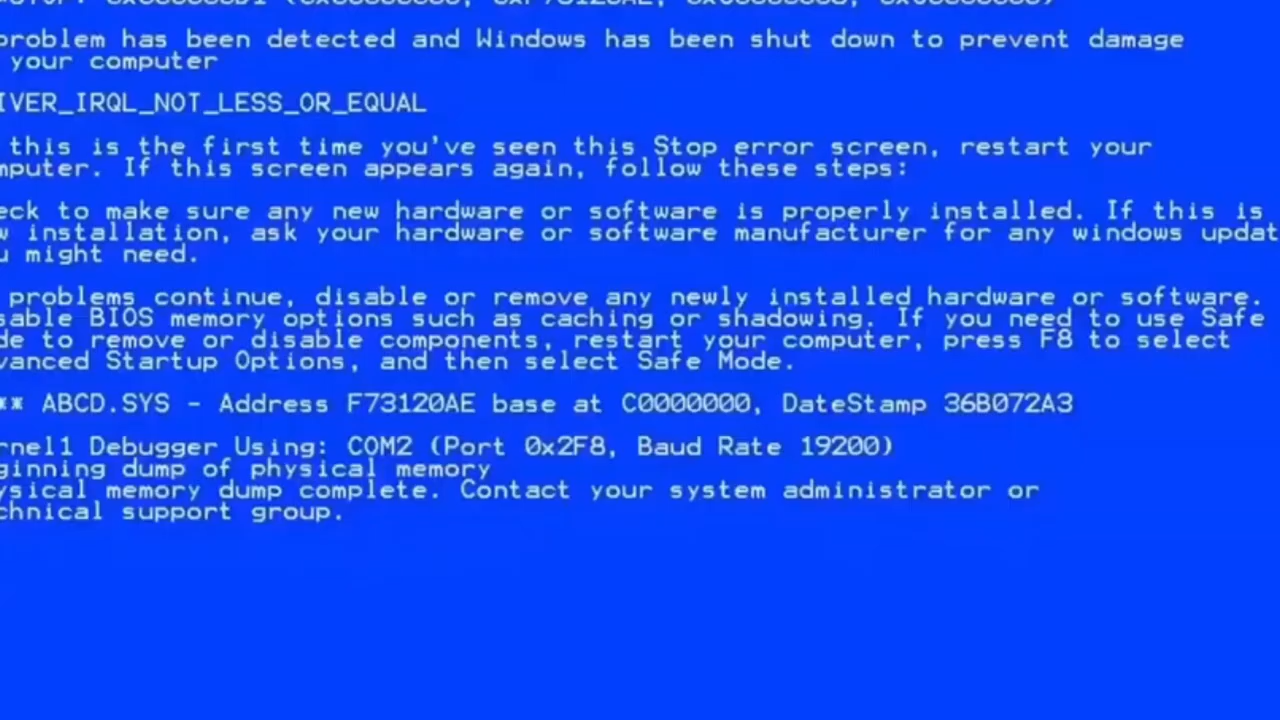 problem has been detected and Windows has been shut down to prevent damage
your computer
IVER_IRQL_NOT_LESS_OR_EQUAL
this is the first time you've seen this Stop error screen, restart your
mputer. If this screen appears again, follow these steps:
eck to make sure any new hardware or software is properly installed. If this is
w installation, ask your hardware or software manufacturer for any windows updat
u might need.
problems continue, disable or remove any newly installed hardware or software.
sable BIOS memory options such as caching or shadowing. If you need to use Safe
de to remove or disable components, restart your computer, press F8 to select
vanced Startup Options, and then select Safe Mode.
** ABCD.SYS - Address F73120AE base at C0000000, DateStamp 36B072A3
rnel1 Debugger Using: COM2 (Port 0x2F8, Baud Rate 19200)
ginning dump of physical memory
ysical memory dump complete. Contact your system administrator or
chnical support group.